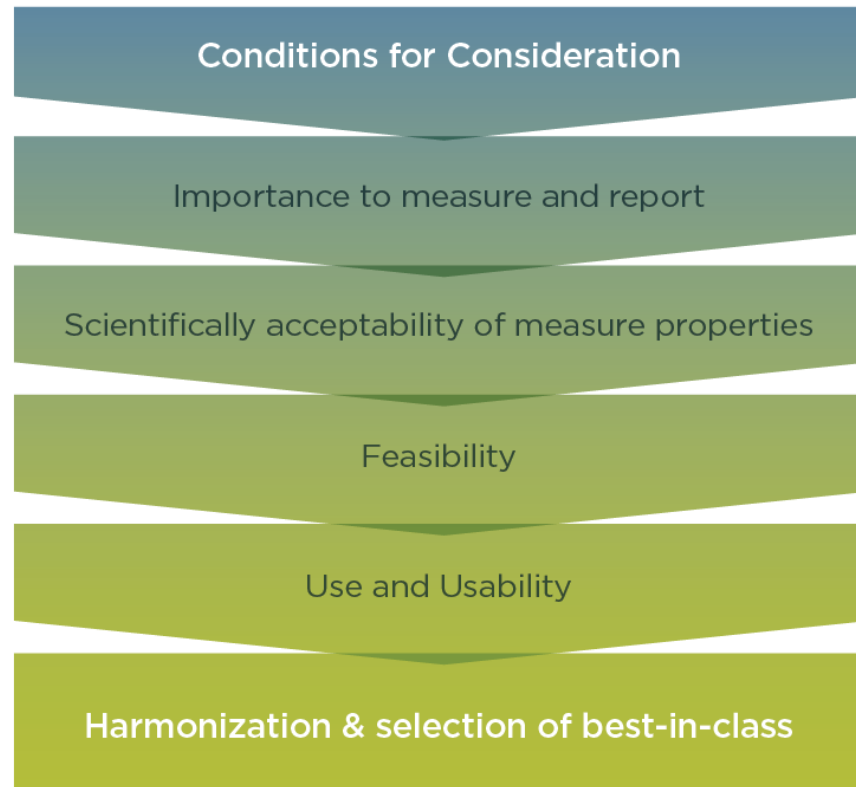 Conditions for Consideration
Importance to measure and report
Scientifically acceptability of measure properties
Feasibility
Use and Usability
Harmonization & selection of best-in-class